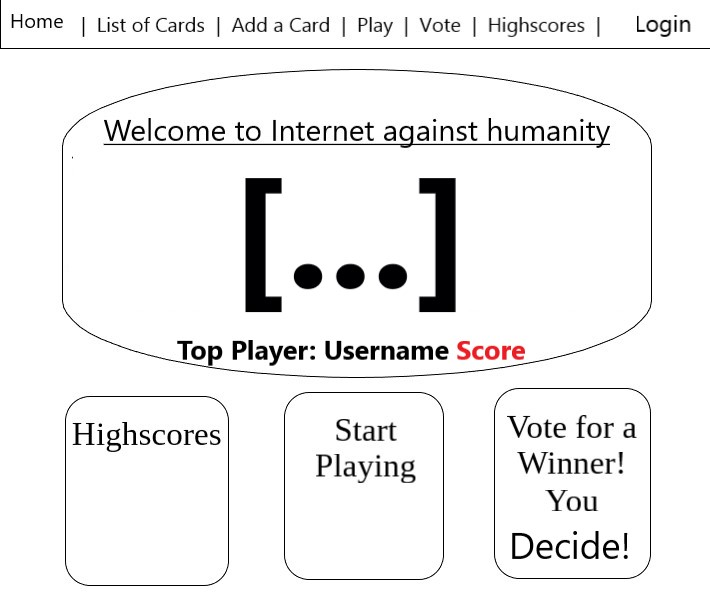 Home | List of Cards | Add a Card | Play | Vote | Highscores | Login
Welcome to Internet against humanity
[...]
Top Player: Username Score
Highscores
Start
Playing
Vote for a
Winner!
You
Decide!